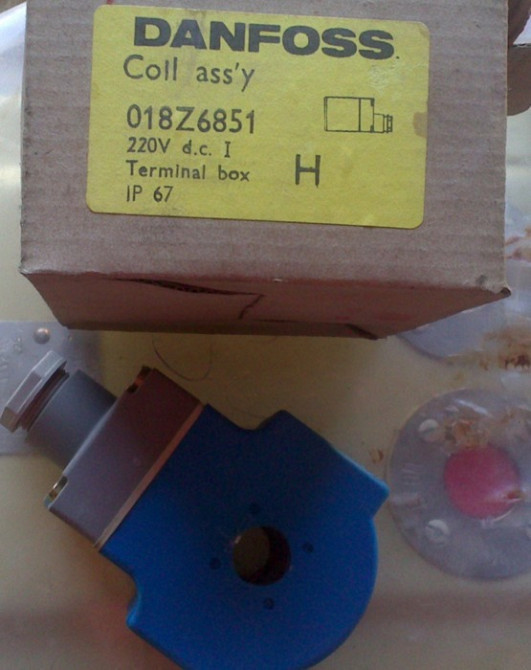 DANFOSS
Coil ass'y
018Z6851
220V d.c. I
Terminal box H
IP 67